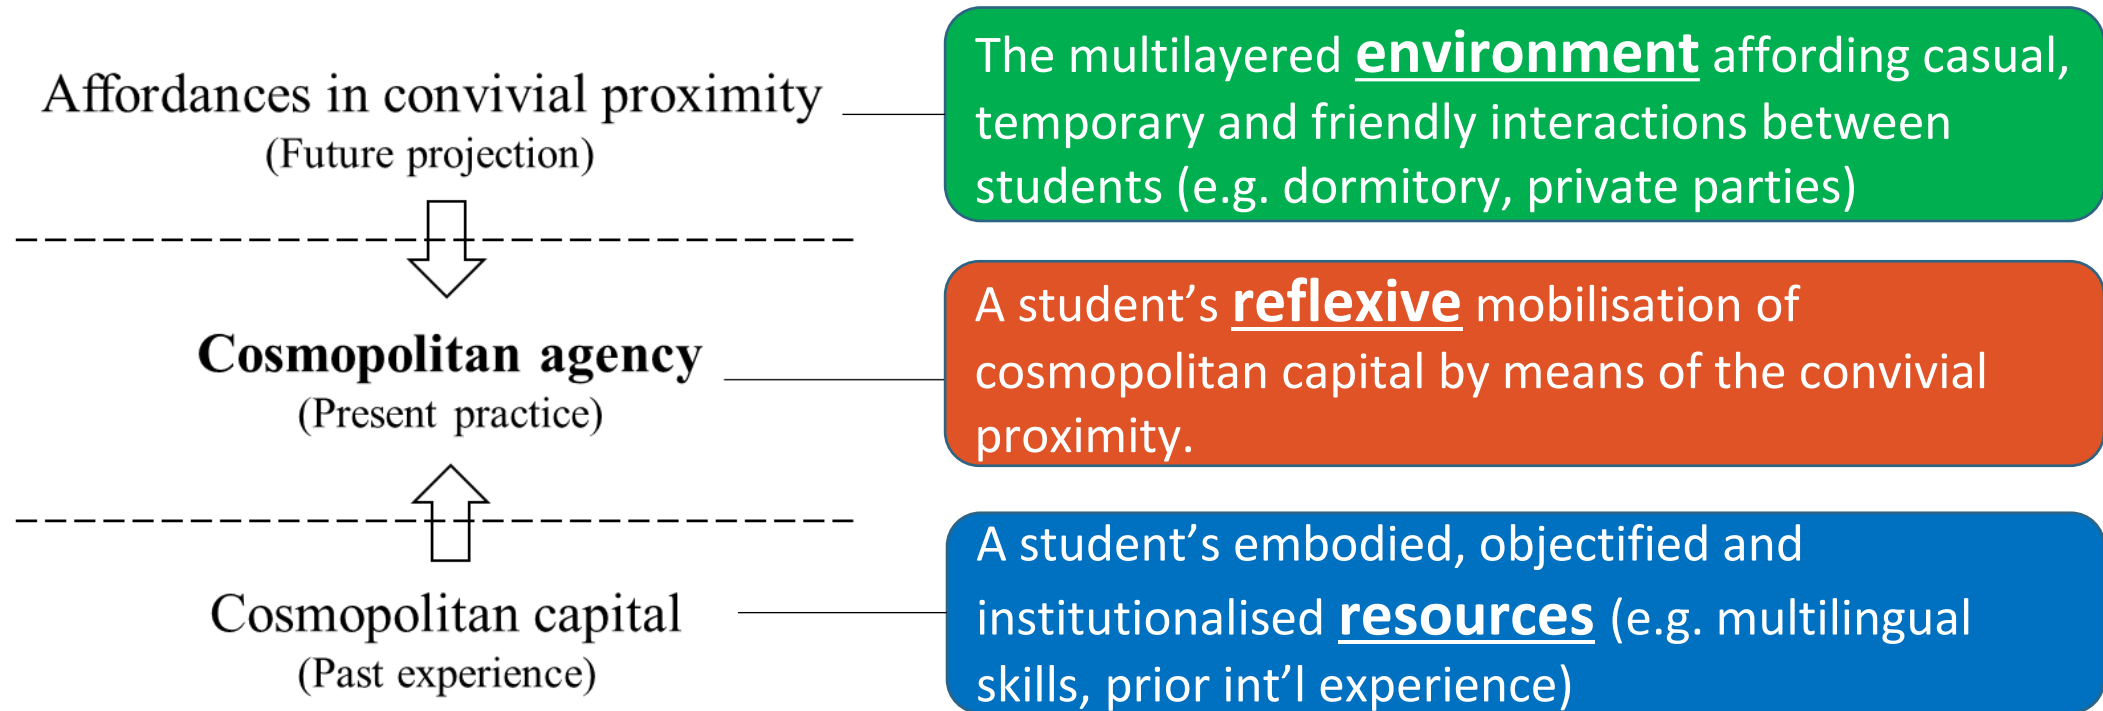 Affordances in convivial proximity
(Future projection)
The multilayered environment affording casual,
temporary and friendly interactions between
students (e.g. dormitory, private parties)
Cosmopolitan agency
(Present practice)
A student’s reflexive mobilisation of
cosmopolitan capital by means of the convivial
proximity.
Cosmopolitan capital
(Past experience)
A student’s embodied, objectified and
institutionalised resources (e.g. multilingual
skills, prior int’l experience)